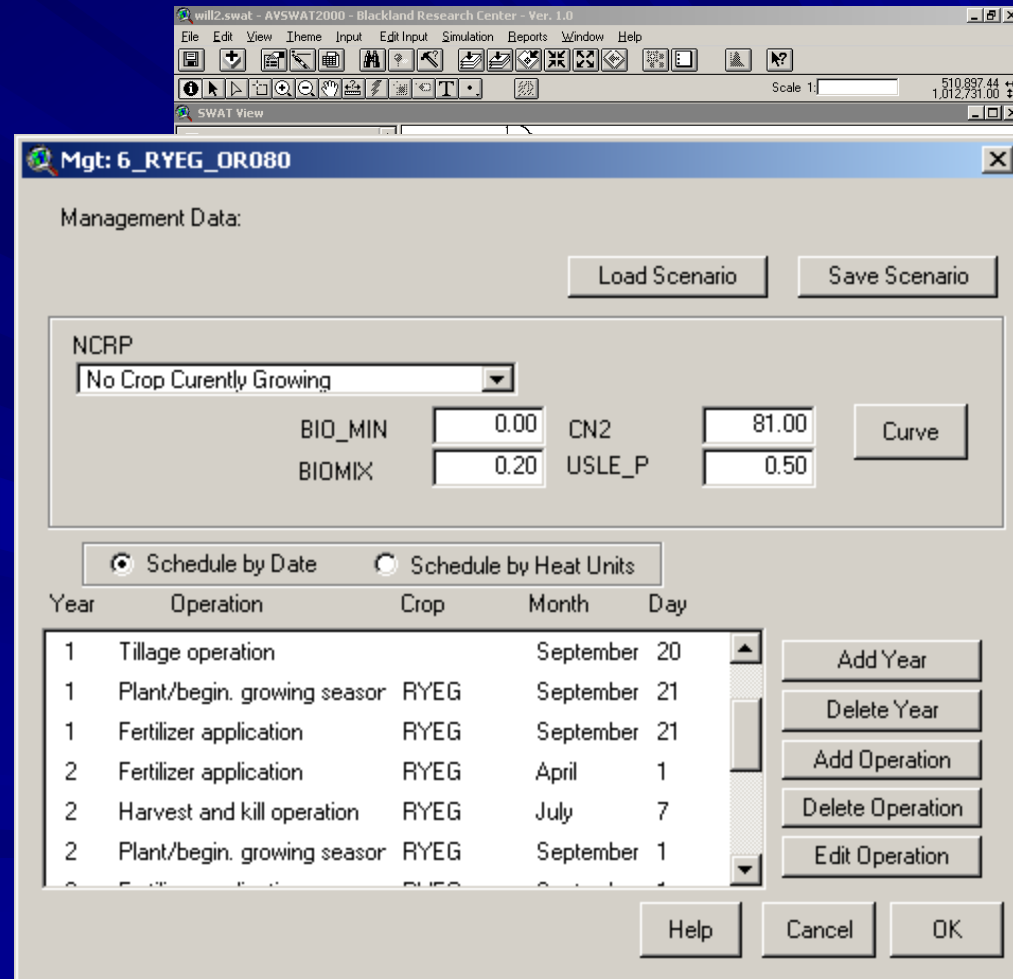 will2.swat - AVSWAT2000 - Blackland Research Center - Ver. 1.0
File Edit View Theme Input Edit Input Simulation Reports Window Help
Scale 1: 510,897.44
1,012,731.00
SWAT View
Mgt: 6_RYEG_OR080
Management Data:
Load Scenario Save Scenario
NCRP
No Crop Curently Growing
BIO_MIN 0.00 CN2 81.00 Curve
BIOMIX 0.20 USLE_P 0.50
Schedule by Date Schedule by Heat Units
Year Operation Crop Month Day
1 Tillage operation September 20
1 Plant/begin. growing season RYEG September 21
1 Fertilizer application RYEG September 21
2 Fertilizer application RYEG April 1
2 Harvest and kill operation RYEG July 7
2 Plant/begin. growing season RYEG September 1
Add Year
Delete Year
Add Operation
Delete Operation
Edit Operation
Help Cancel OK